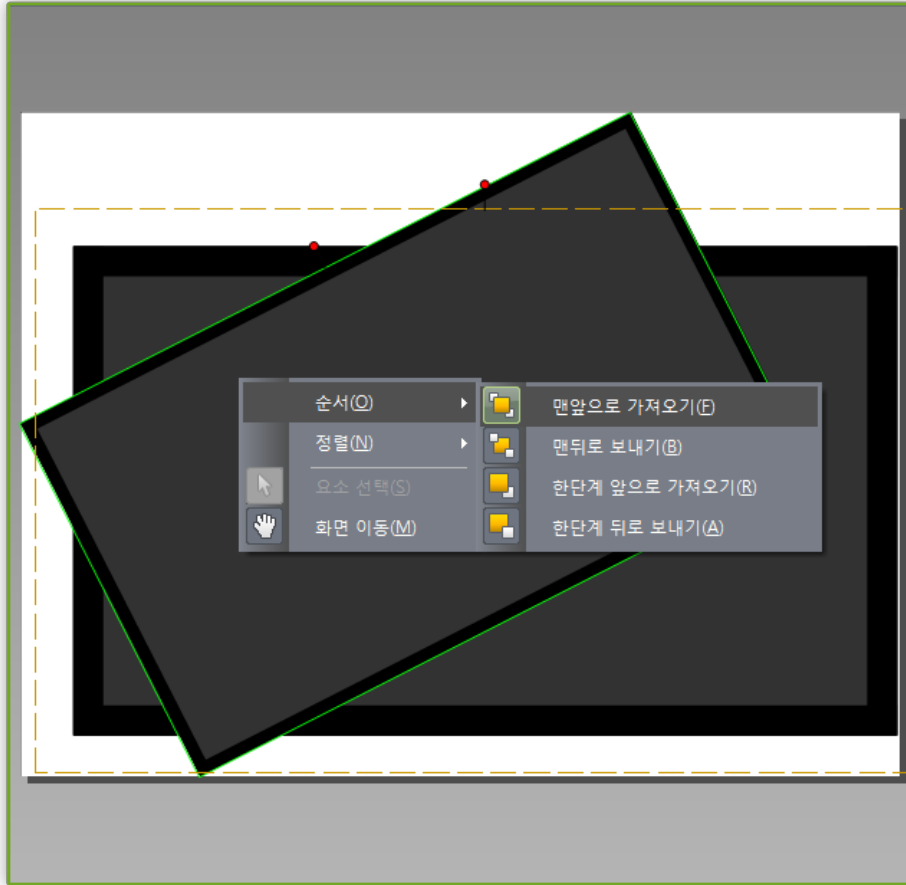 순서(O)
정렬(N)
요소 선택(S)
화면 이동(M)
맨앞으로 가져오기(F)
맨뒤로 보내기(B)
한단계 앞으로 가져오기(R)
한단계 뒤로 보내기(A)